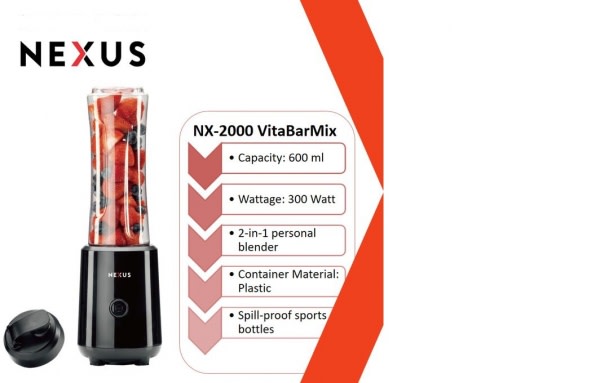 NEXUS
NX-2000 VitaBarMix
• Capacity: 600 ml
• Wattage: 300 Watt
• 2-in-1 personal
blender
• Container Material:
Plastic
• Spill-proof sports
bottles
NEXUS